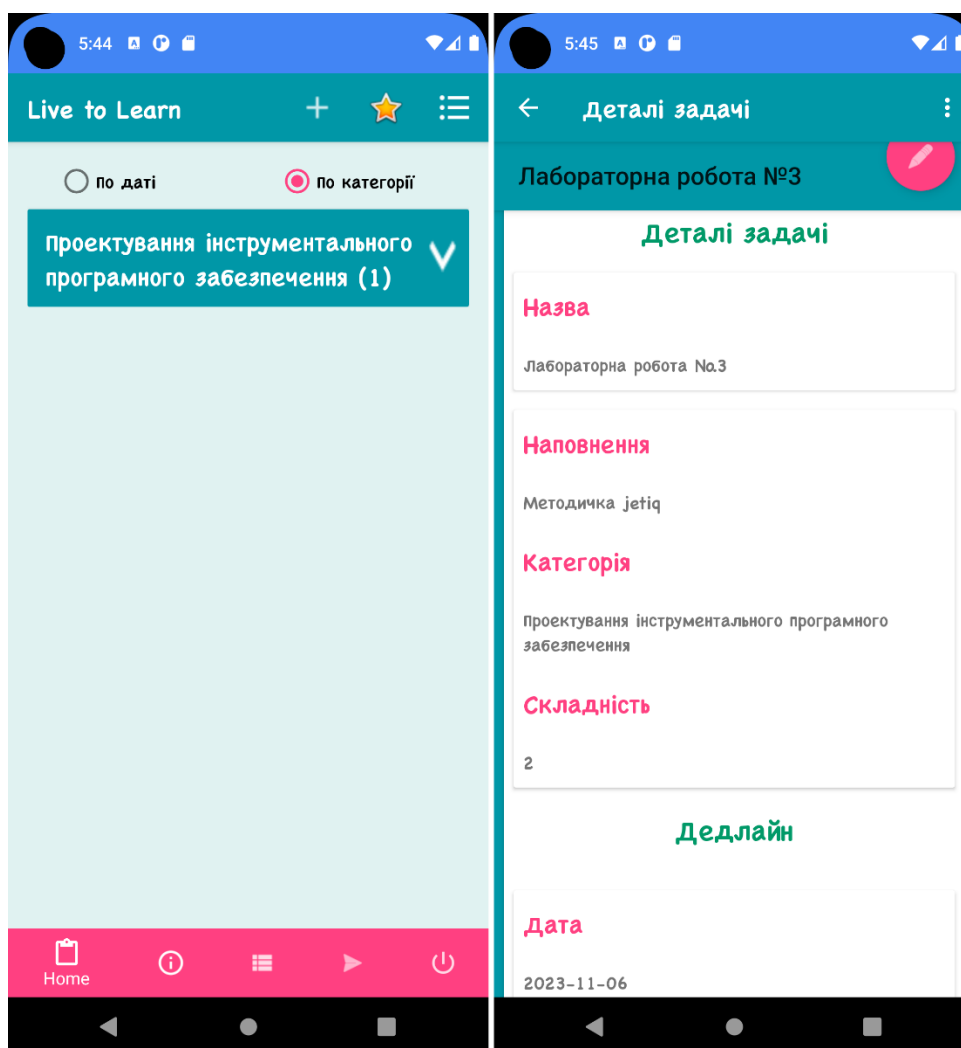 5:44
Live to Learn
По даті
По категорії
Проектування інструментального
програмного забезпечення (1)
Home
5:45
Деталі задачі
Лабораторна робота №3
Деталі задачі
Назва
Лабораторна робота №3
Наповнення
Методичка jetiq
Категорія
Проектування інструментального програмного
забезпечення
Складність
2
Дедлайн
Дата
2023-11-06